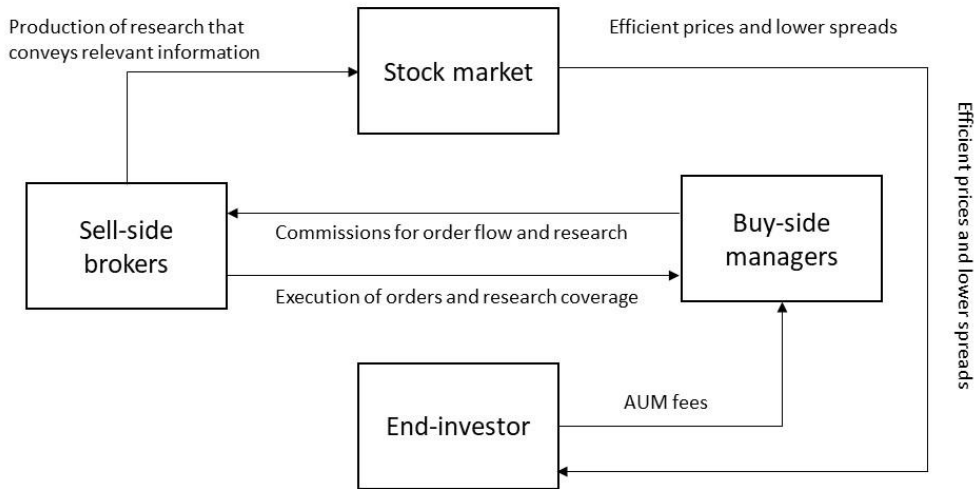 Production of research that
conveys relevant information
Efficient prices and lower spreads
Stock market
Efficient prices and lower spreads
Sell-side
brokers
Commissions for order flow and research
Execution of orders and research coverage
Buy-side
managers
End-investor
AUM fees